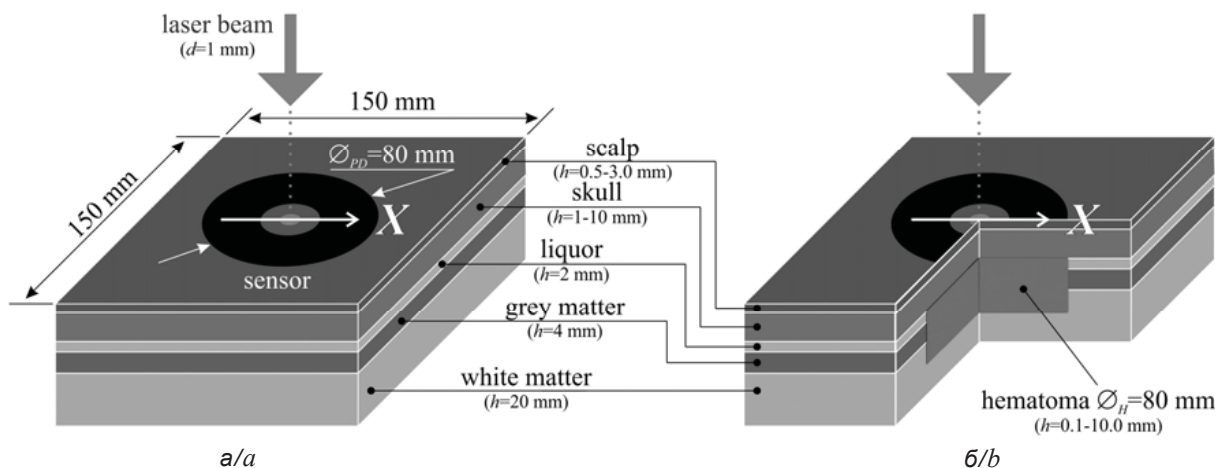 laser beam
(d=1 mm)
150 mm
150 mm
∅PD=80 mm
X
sensor
scalp
(h=0.5-3.0 mm)
skull
(h=1-10 mm)
liquor
(h=2 mm)
grey matter
(h=4 mm)
white matter
(h=20 mm)
X
hematoma ∅H=80 mm
(h=0.1-10.0 mm)
а/a
б/b